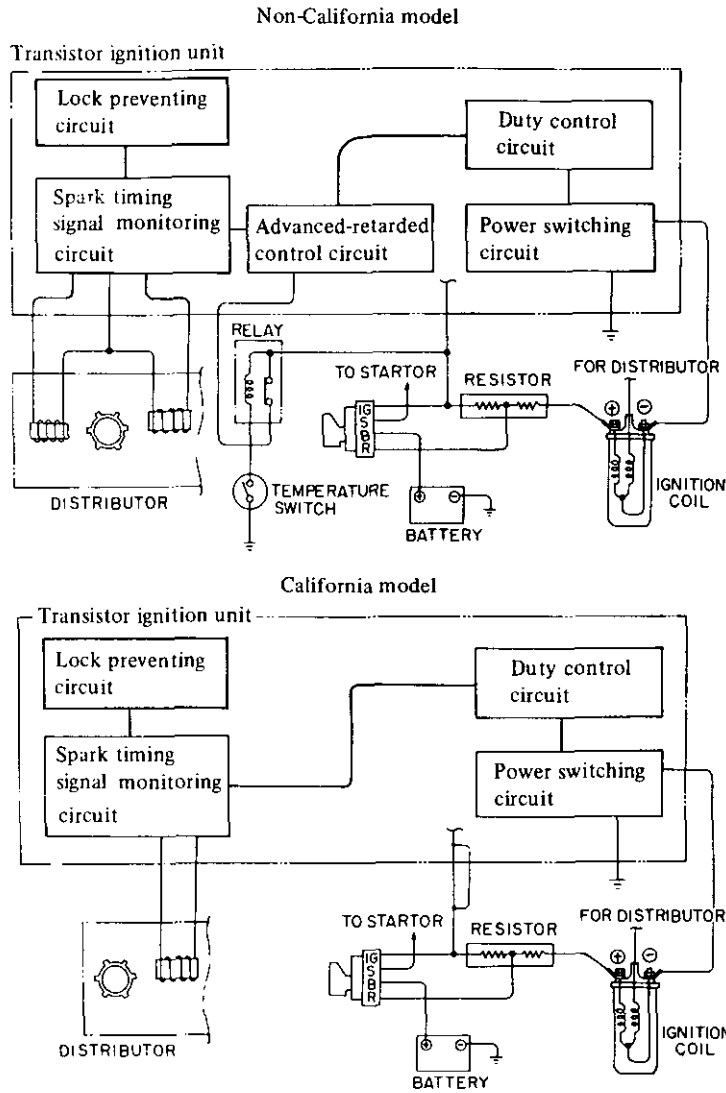 Non-California model
Transistor ignition unit
Lock preventing
circuit
Duty control
circuit
Spark timing
signal monitoring
circuit
Advanced-retarded
control circuit
Power switching
circuit
RELAY
FOR DISTRIBUTOR
TO STARTOR
RESISTOR
IG
S
B
R
DISTRIBUTOR
TEMPERATURE
SWITCH
BATTERY
IGNITION
COIL
California model
Transistor ignition unit
Lock preventing
circuit
Duty control
circuit
Spark timing
signal monitoring
circuit
Power switching
circuit
TO STARTOR
RESISTOR
FOR DISTRIBUTOR
IG
S
B
R
DISTRIBUTOR
BATTERY
IGNITION
COIL